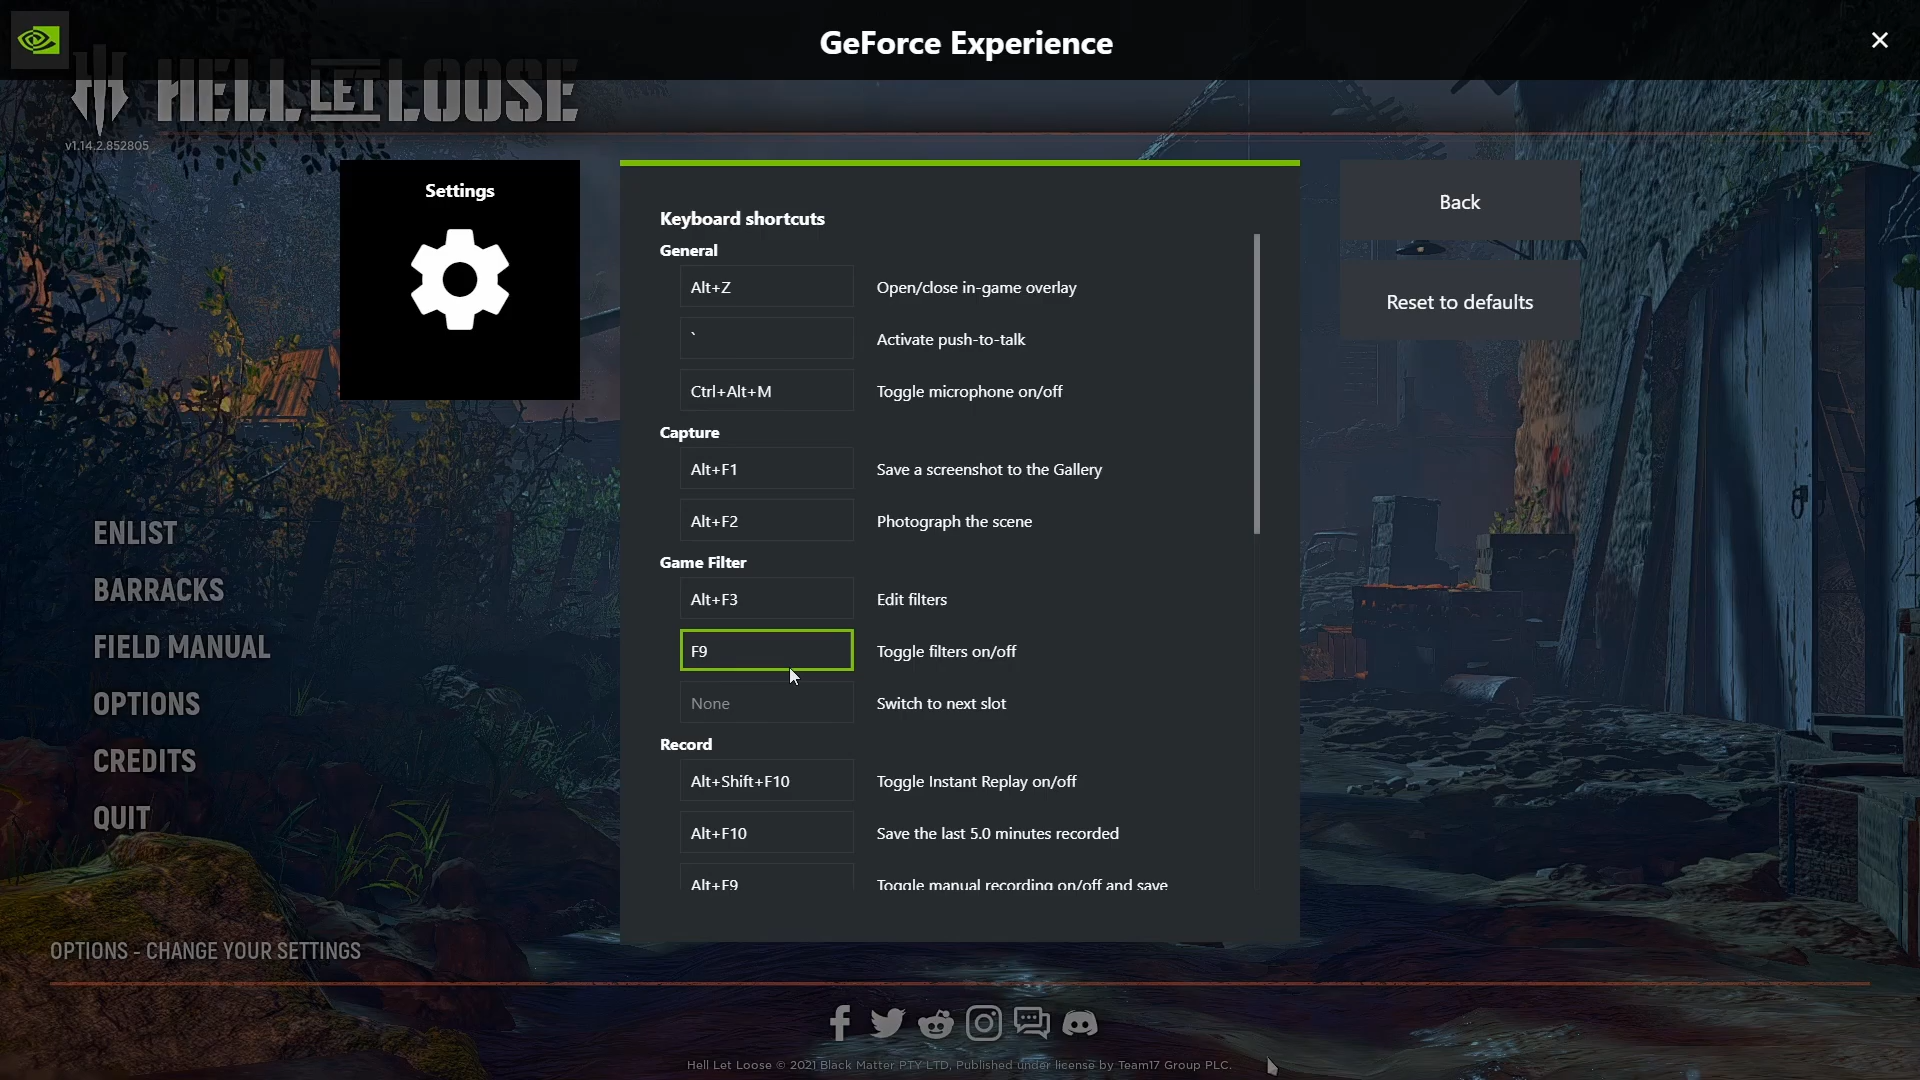 GeForce Experience
HELL LET LOOSE
v1.14.2.852805
Settings
Keyboard shortcuts
General
Alt+Z Open/close in-game overlay
` Activate push-to-talk
Ctrl+Alt+M Toggle microphone on/off
Capture
Alt+F1 Save a screenshot to the Gallery
Alt+F2 Photograph the scene
Game Filter
Alt+F3 Edit filters
F9 Toggle filters on/off
None Switch to next slot
Record
Alt+Shift+F10 Toggle Instant Replay on/off
Alt+F10 Save the last 5.0 minutes recorded
Alt+F9 Toggle manual recording on/off and save
Back
Reset to defaults
ENLIST
BARRACKS
FIELD MANUAL
OPTIONS
CREDITS
QUIT
OPTIONS - CHANGE YOUR SETTINGS
Hell Let Loose © 2021 Black Matter PTY LTD, Published under license by Team17 Group PLC.